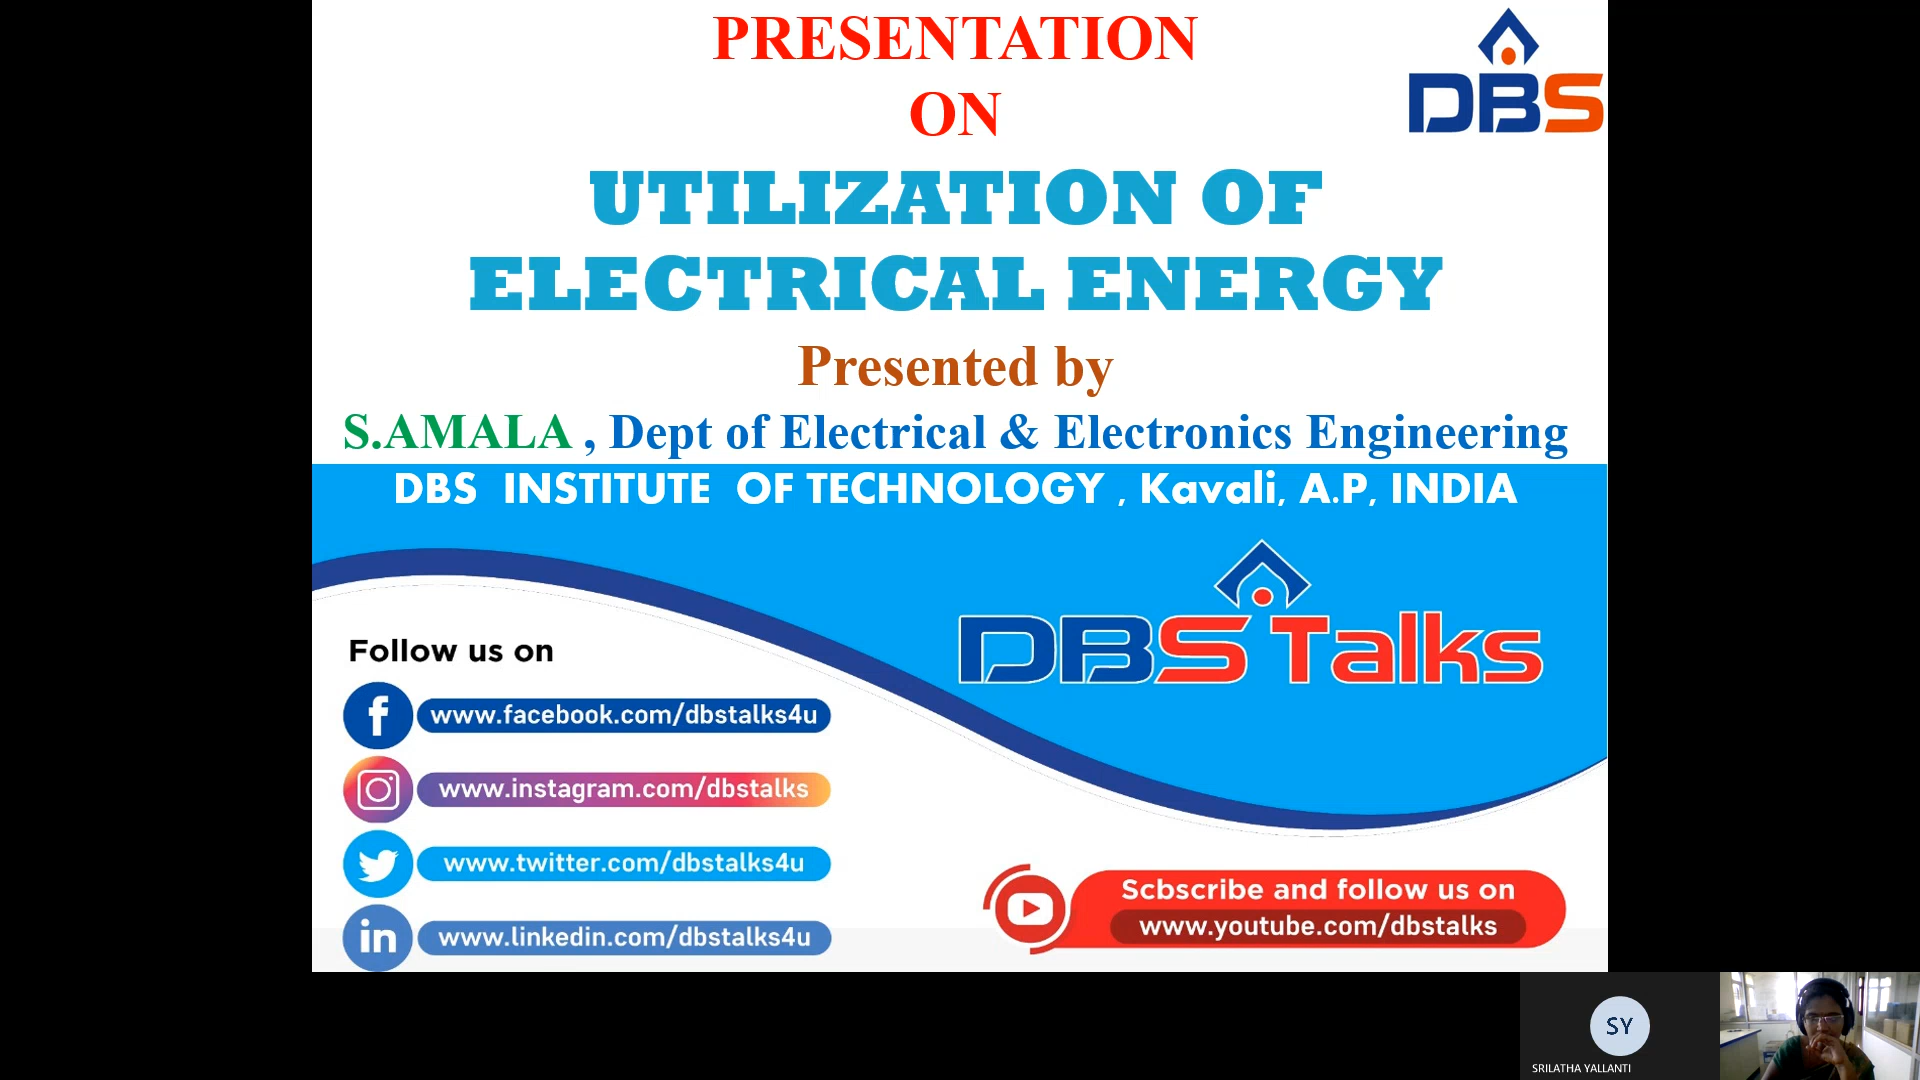 PRESENTATION
ON
DBS
UTILIZATION OF
ELECTRICAL ENERGY
Presented by
S.AMALA , Dept of Electrical & Electronics Engineering
DBS INSTITUTE OF TECHNOLOGY , Kavali, A.P, INDIA
DBS Talks
Follow us on
www.facebook.com/dbstalks4u
www.instagram.com/dbstalks
www.twitter.com/dbstalks4u
in www.linkedin.com/dbstalks4u
Scbscribe and follow us on
www.youtube.com/dbstalks
SY
SRILATHA YALLANTI